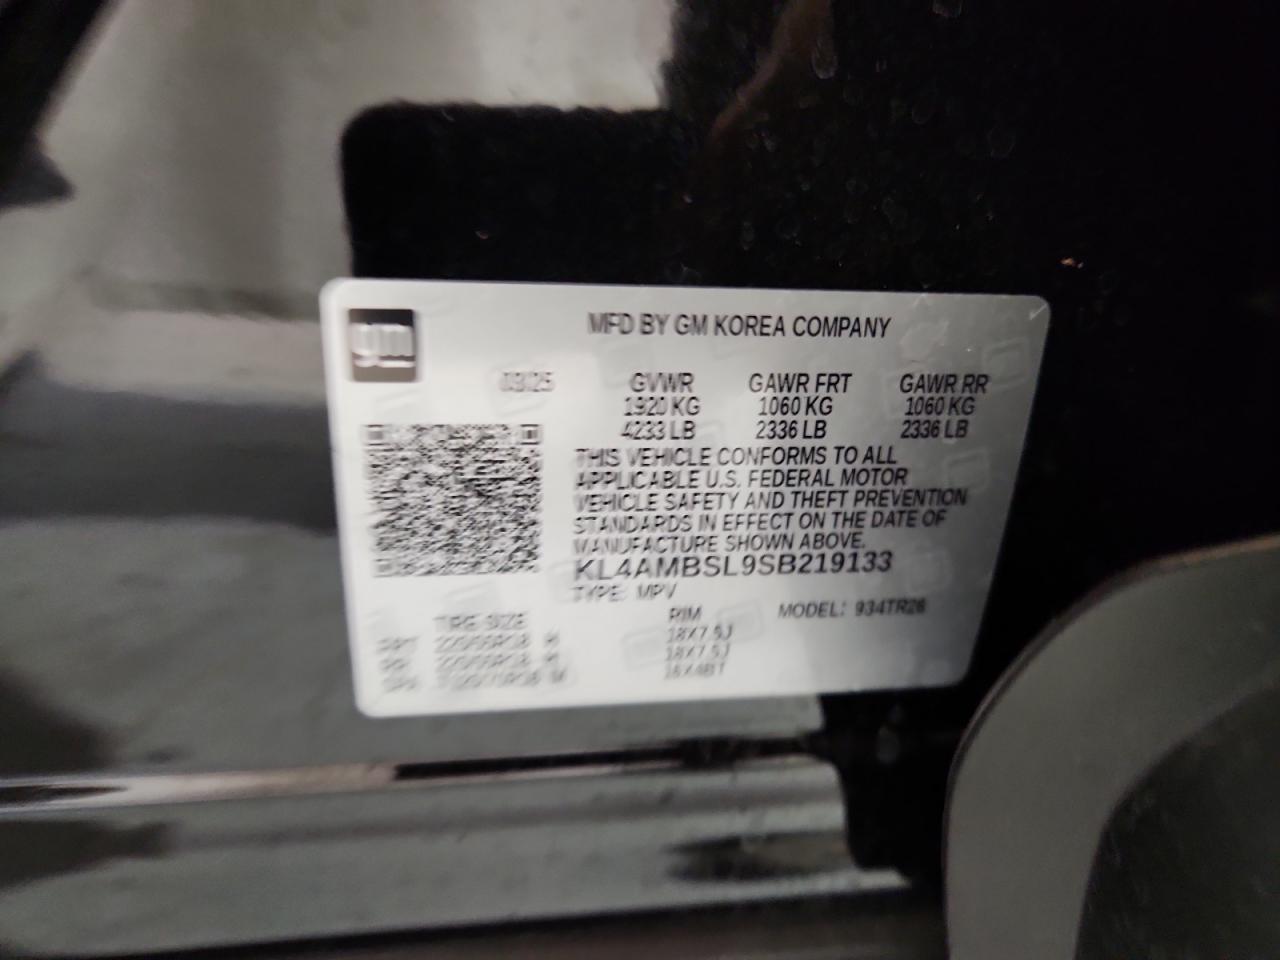 gm
MFD BY GM KOREA COMPANY
03/25 GVWR GAWR FRT GAWR RR
1920 KG 1060 KG 1060 KG
4233 LB 2336 LB 2336 LB
THIS VEHICLE CONFORMS TO ALL
APPLICABLE U.S. FEDERAL MOTOR
VEHICLE SAFETY AND THEFT PREVENTION
STANDARDS IN EFFECT ON THE DATE OF
MANUFACTURE SHOWN ABOVE.
KL4AMBSL9SB219133
TYPE: MPV
TIRE SIZE RIM MODEL: 934TR26
18X7.5J
18X7.5J